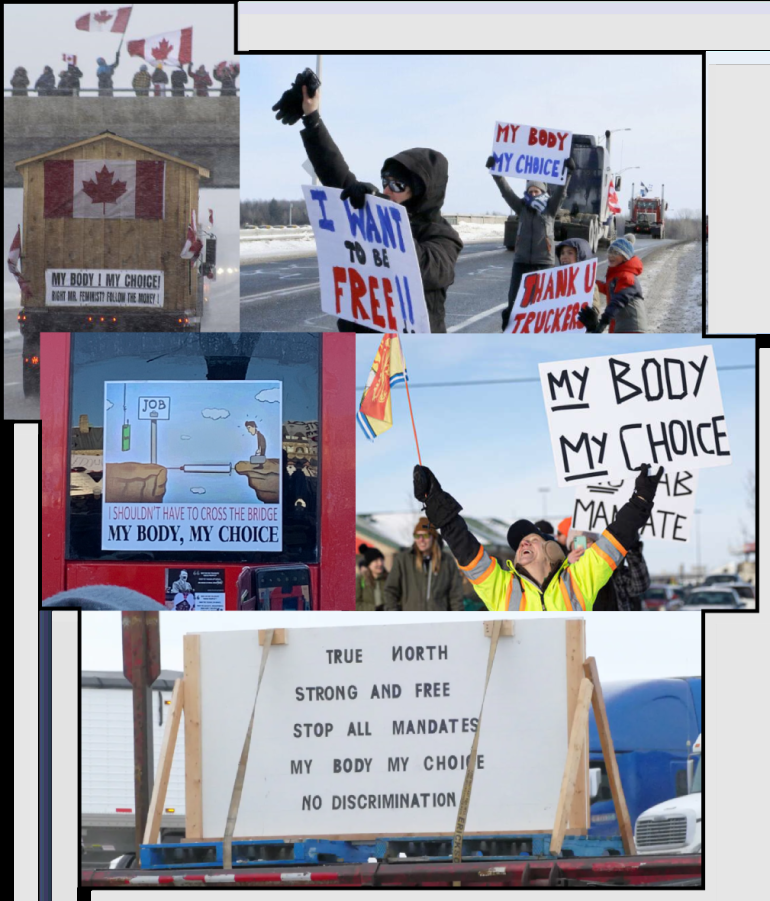 MY BODY ! MY CHOICE!
RIGHT MR. FEMINIST? FOLLOW THE MONEY !
I WANT
TO BE
FREE!!
MY BODY
MY CHOICE!
THANK U
TRUCKERS
JOB
I SHOULDN'T HAVE TO CROSS THE BRIDGE
MY BODY, MY CHOICE
MY BODY
MY CHOICE
MANDATE
TRUE NORTH
STRONG AND FREE
STOP ALL MANDATES
MY BODY MY CHOICE
NO DISCRIMINATION